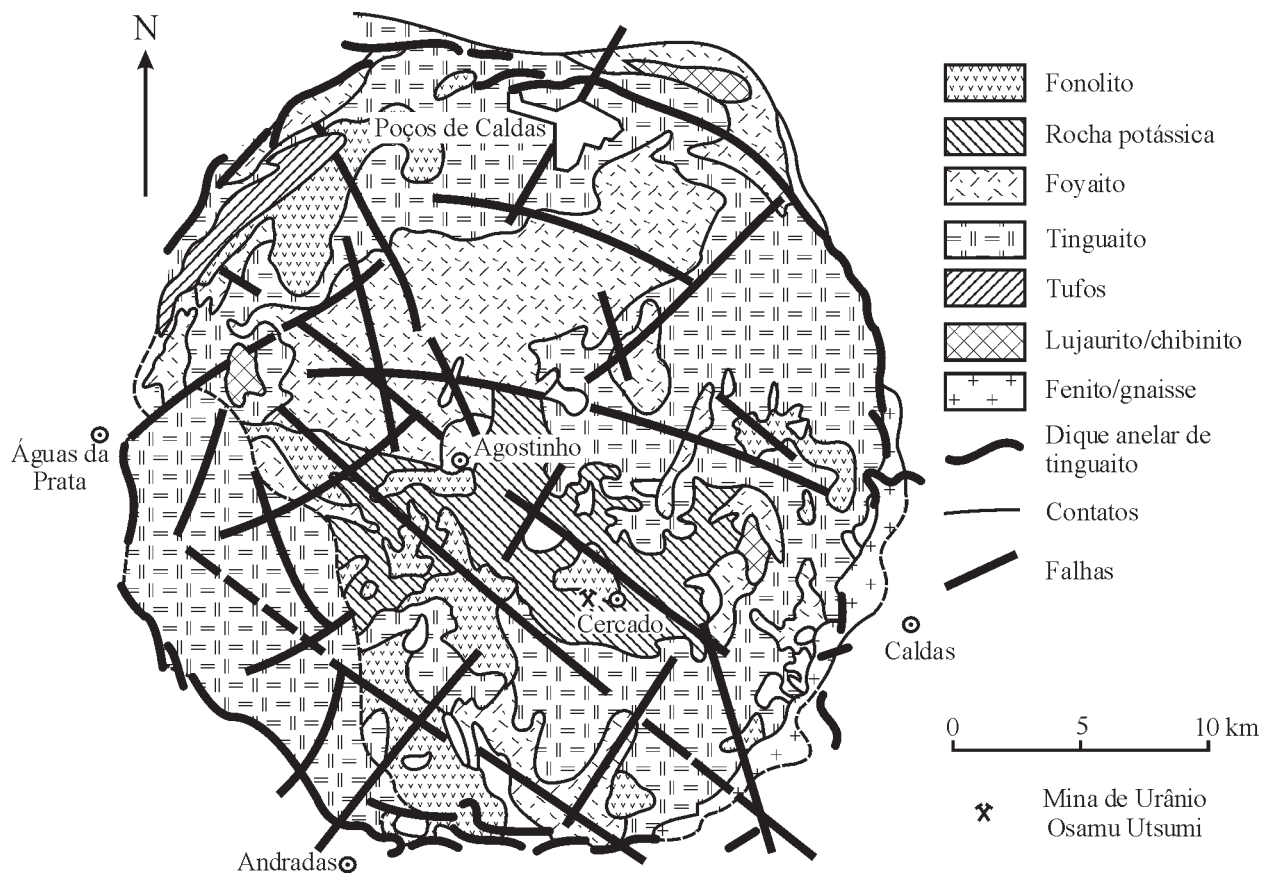 N
Poços de Caldas
Agostinho
Águas da
Prata
Cercado
Caldas
Andradas
Fonolito
Rocha potássica
Foyaito
Tinguaito
Tufos
Lujaurito/chibinito
Fenito/gnaisse
Dique anelar de
tinguaito
Contatos
Falhas
0 5 10 km
Mina de Urânio
Osamu Utsumi